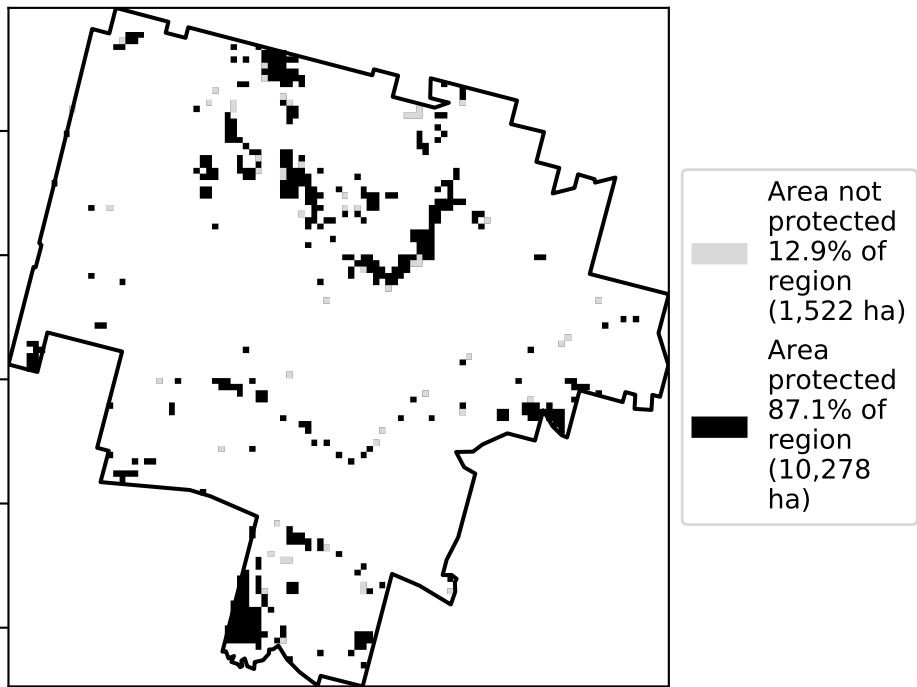 Area not
protected
12.9% of
region
(1,522 ha)
Area
protected
87.1% of
region
(10,278
ha)